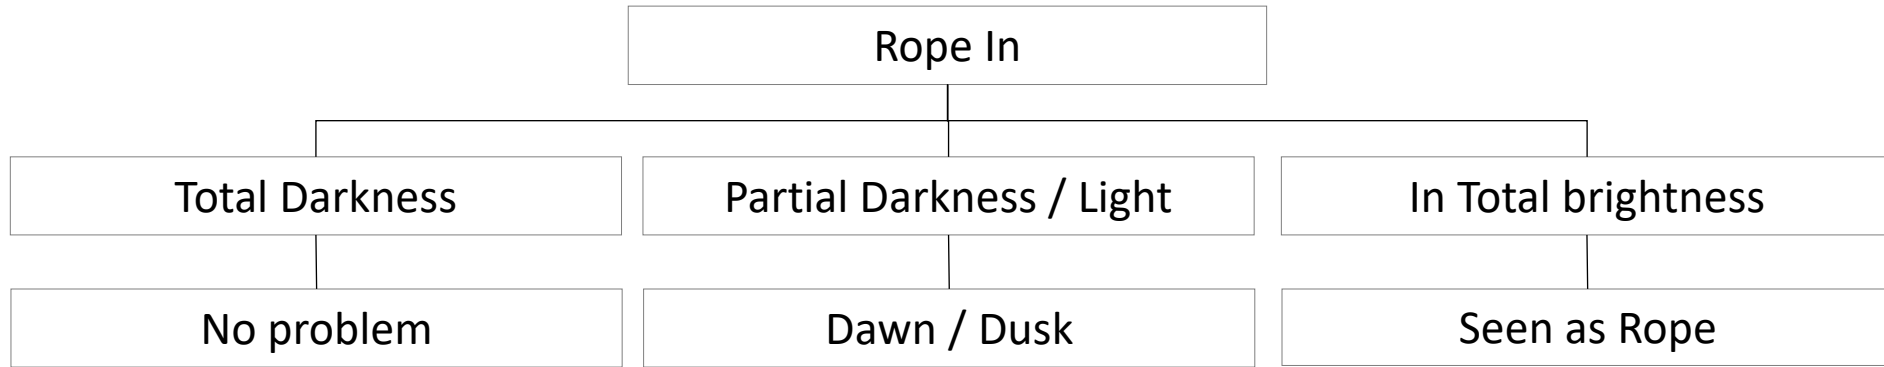 Rope In
Total Darkness
Partial Darkness / Light
In Total brightness
No problem
Dawn / Dusk
Seen as Rope